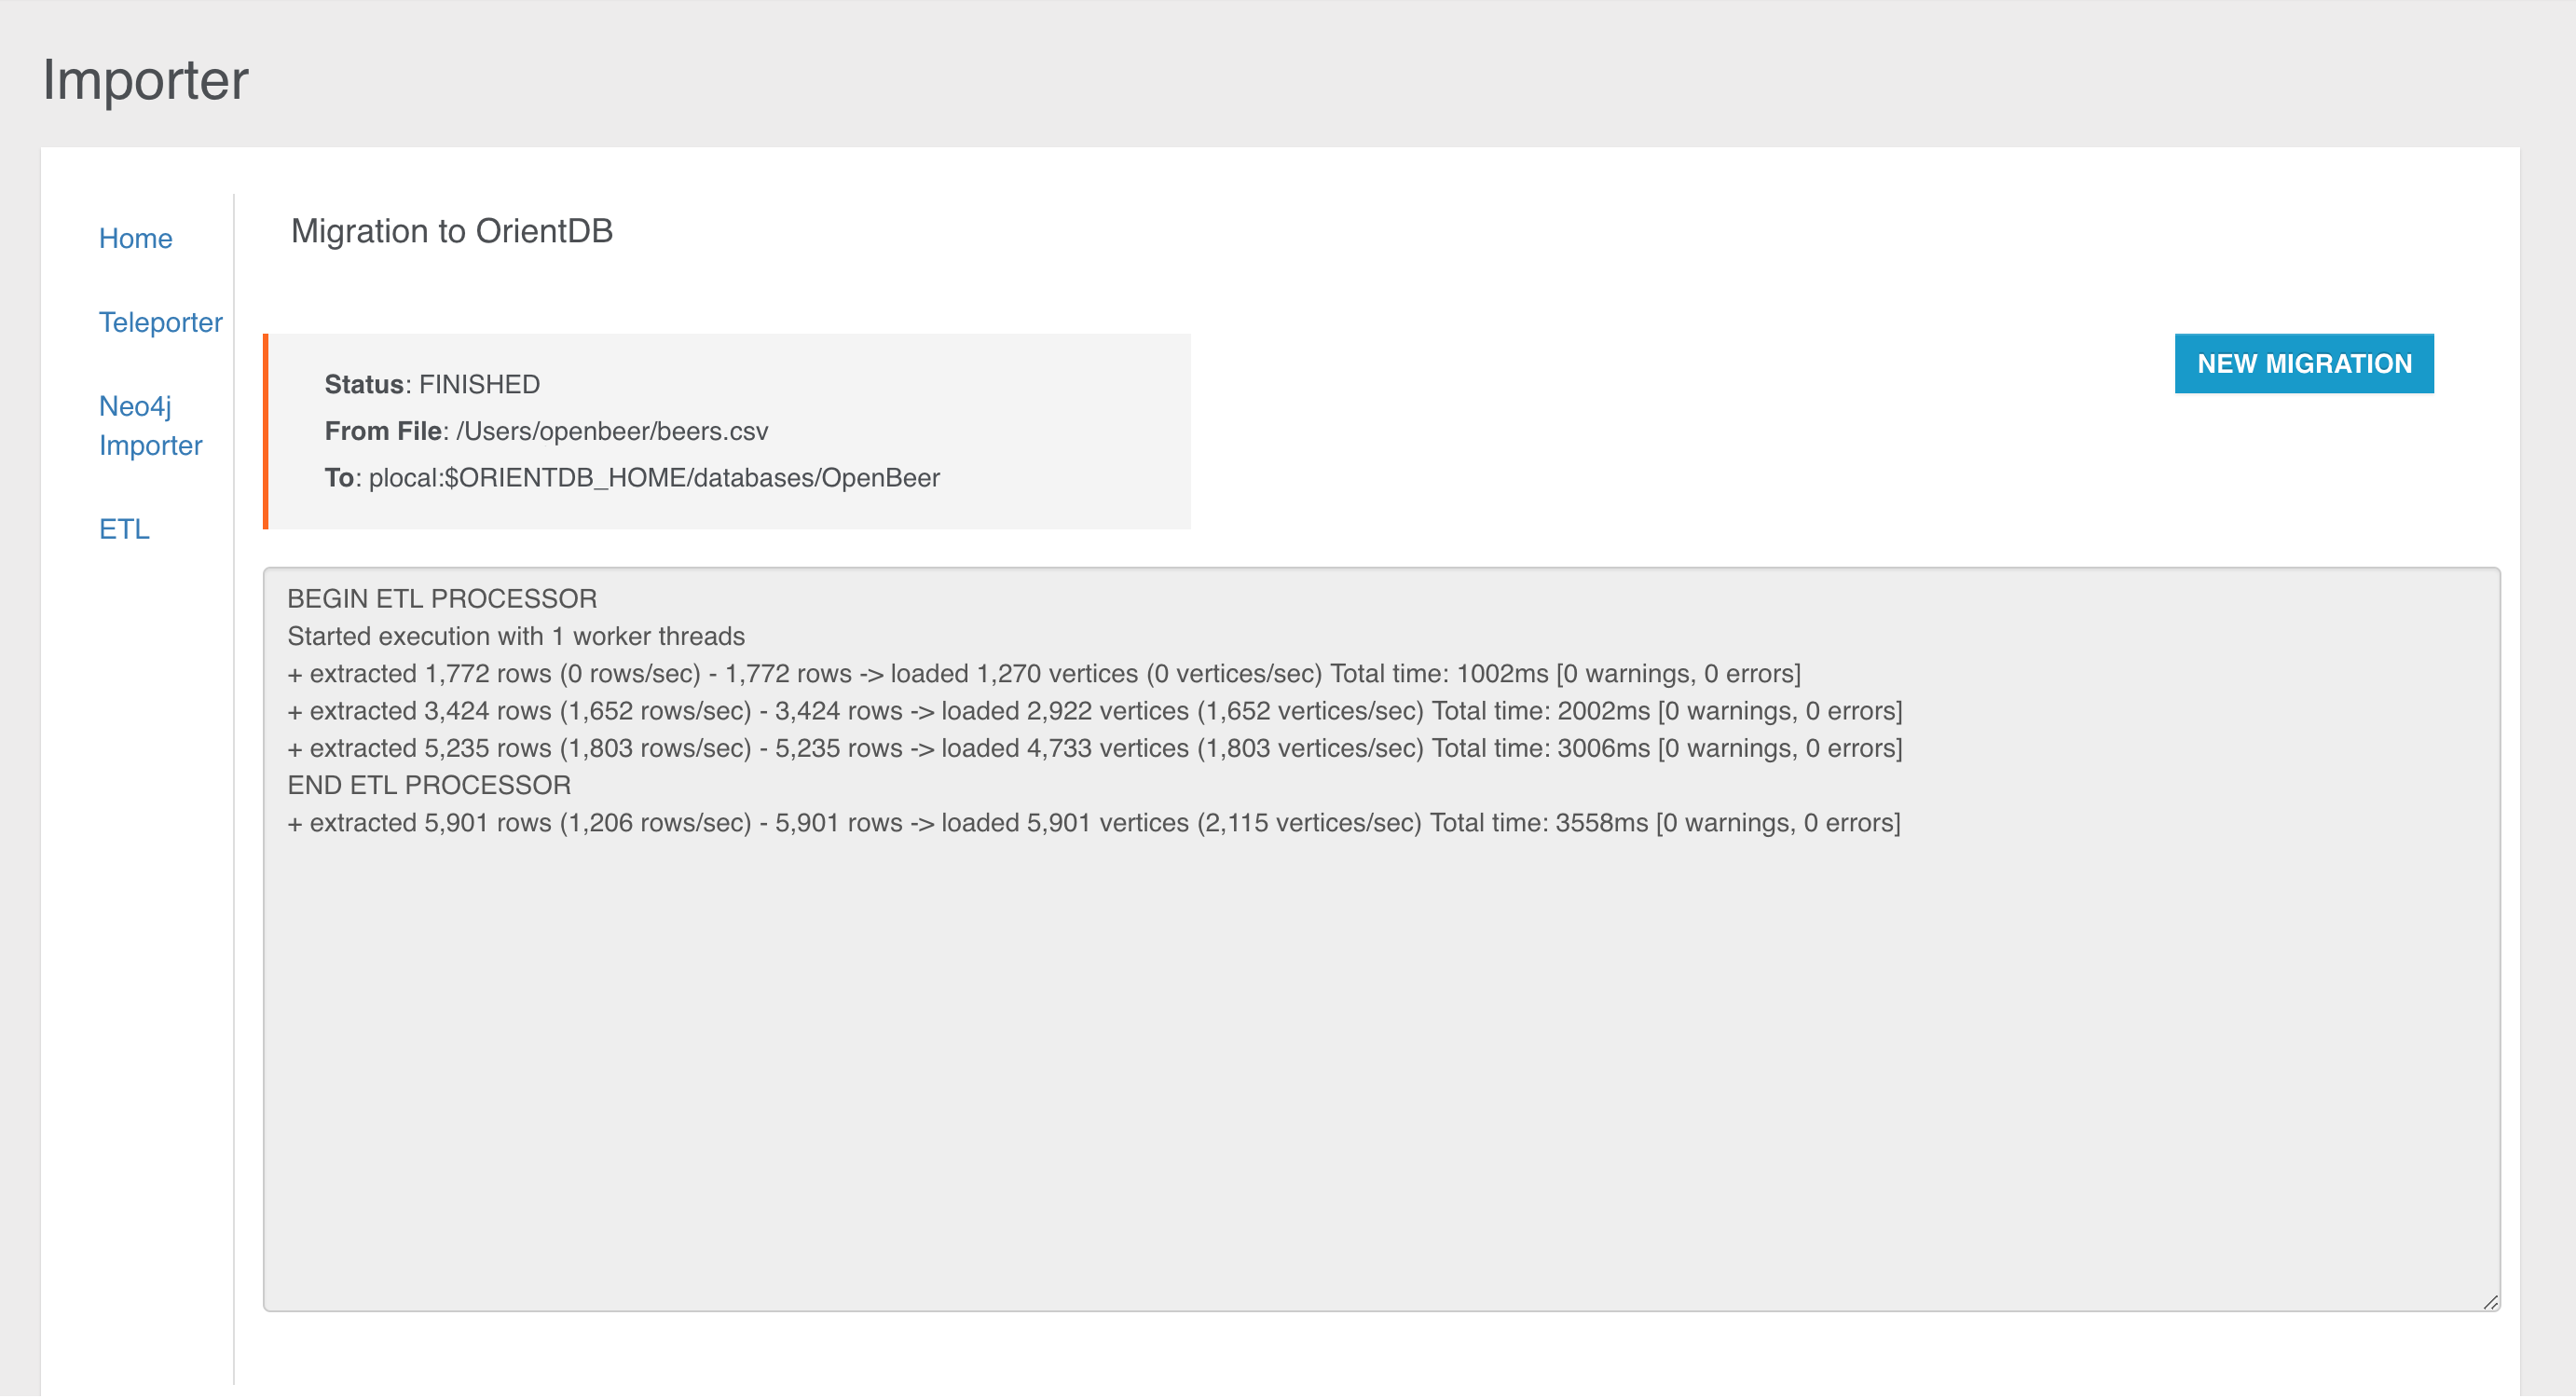 Importer
Home
Teleporter
Neo4j
Importer
ETL
Migration to OrientDB
Status: FINISHED
From File: /Users/openbeer/beers.csv
To: plocal:$ORIENTDB_HOME/databases/OpenBeer
NEW MIGRATION
BEGIN ETL PROCESSOR
Started execution with 1 worker threads
+ extracted 1,772 rows (0 rows/sec) - 1,772 rows -> loaded 1,270 vertices (0 vertices/sec) Total time: 1002ms [0 warnings, 0 errors]
+ extracted 3,424 rows (1,652 rows/sec) - 3,424 rows -> loaded 2,922 vertices (1,652 vertices/sec) Total time: 2002ms [0 warnings, 0 errors]
+ extracted 5,235 rows (1,803 rows/sec) - 5,235 rows -> loaded 4,733 vertices (1,803 vertices/sec) Total time: 3006ms [0 warnings, 0 errors]
END ETL PROCESSOR
+ extracted 5,901 rows (1,206 rows/sec) - 5,901 rows -> loaded 5,901 vertices (2,115 vertices/sec) Total time: 3558ms [0 warnings, 0 errors]